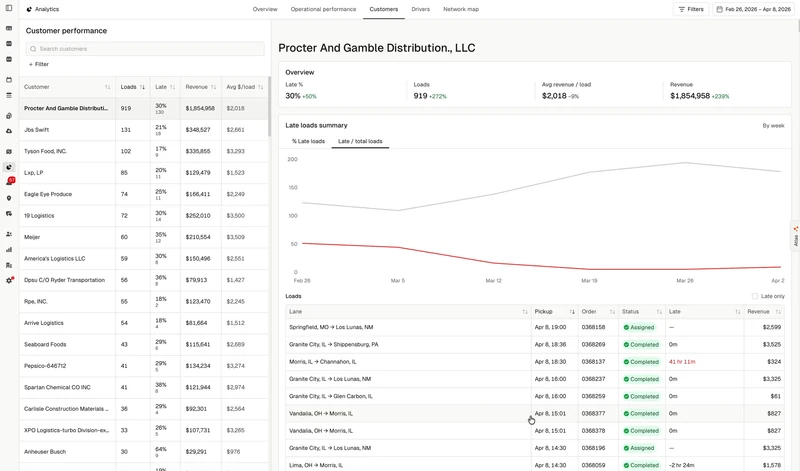 Analytics
Overview
Operational performance
Customers
Drivers
Network map
Filters
Feb 26, 2026 – Apr 8, 2026
Customer performance
Search customers
+ Filter
Customer Loads Late Revenue Avg $/load
Procter And Gamble Distributi... 919 30% 130 $1,854,958 $2,018
Jbs Swift 131 21% 18 $348,527 $2,661
Tyson Food, INC. 102 17% 9 $335,855 $3,293
Lxp, LP 85 20% 11 $129,479 $1,523
Eagle Eye Produce 74 25% 11 $166,411 $2,249
19 Logistics 72 30% 14 $252,010 $3,500
Meijer 60 35% 12 $210,554 $3,509
America's Logistics LLC 59 30% $150,496 $2,551
Dpsu C/O Ryder Transportation 56 36% $79,913 $1,427
Rps, INC. 55 18% 2 $123,470 $2,245
Arrive Logistics 54 18% 4 $81,664 $1,512
Seaboard Foods 43 29% $115,641 $2,689
Pepsico-646712 41 29% 5 $134,234 $3,274
Spartan Chemical CO INC 41 38% $121,944 $2,974
Carlisle Construction Materials ... 36 29% 4 $92,301 $2,564
XPO Logistics-turbo Division-ex... 33 26% 5 $107,731 $3,265
Anheuser Busch 30 64% 9 $29,291 $976
Procter And Gamble Distribution., LLC
Overview
Late % Loads Avg revenue / load Revenue
30% +50% 919 +272% $2,018 -9% $1,854,958 +239%
Late loads summary
By week
% Late loads
Late / total loads
200
150
100
50
0
Feb 26 Mar 5 Mar 12 Mar 19 Mar 26 Apr 2
Loads
Late only
Lane Pickup Order Status Late Revenue
Springfield, MO → Los Lunas, NM Apr 8, 19:00 0368158 Assigned — $2,599
Granite City, IL → Shippensburg, PA Apr 8, 18:36 0368269 Completed 0m $3,525
Morris, IL → Channahon, IL Apr 8, 18:30 0368137 Completed 41 hr 11m $324
Granite City, IL → Los Lunas, NM Apr 8, 16:00 0368237 Completed 0m $3,325
Granite City, IL → Glen Carbon, IL Apr 8, 16:00 0368259 Completed 0m $61
Vandalia, OH → Morris, IL Apr 8, 15:01 0368377 Completed 0m $827
Vandalia, OH → Morris, IL Apr 8, 15:01 0368378 Completed 0m $827
Granite City, IL → Los Lunas, NM Apr 8, 14:30 0368196 Assigned — $3,325
Lima, OH → Morris, IL Apr 8, 14:30 0368059 Completed -2 hr 24m $1,578
Atlas